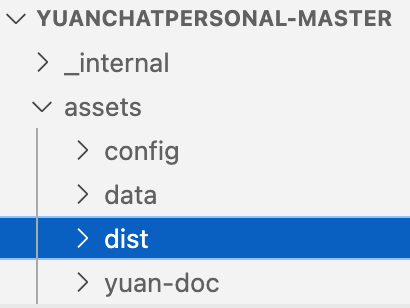 YUANCHATPERSONAL-MASTER
_internal
assets
config
data
dist
yuan-doc